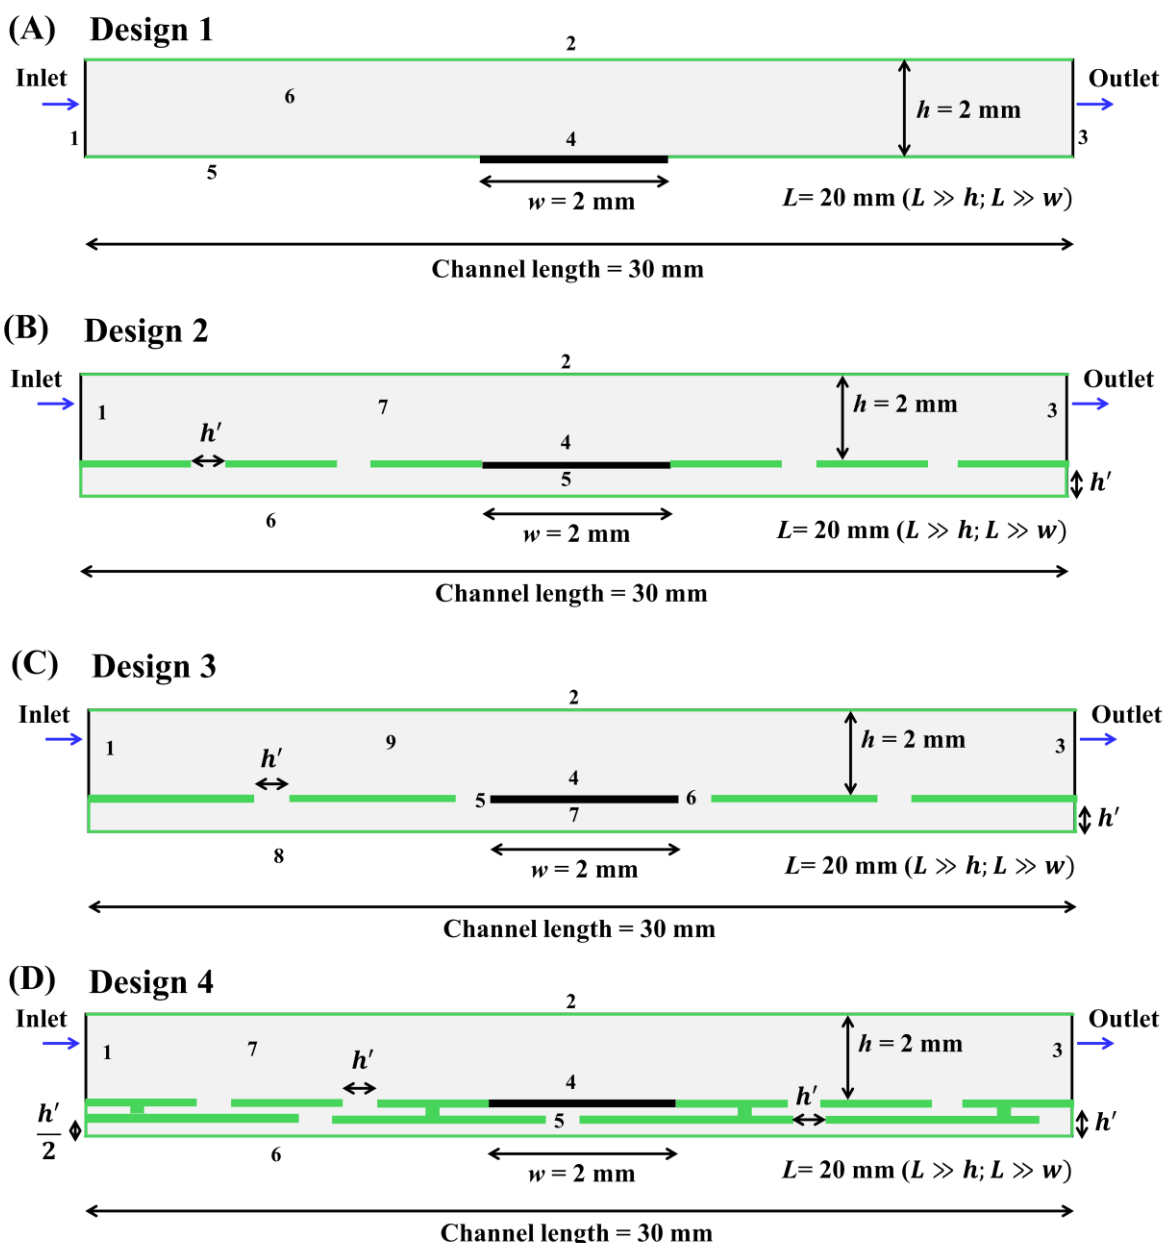 (A) Design 1
2
Inlet
Outlet
6
h = 2 mm
1
4
3
5
w = 2 mm
L= 20 mm (L ≫ h; L ≫ w)
Channel length = 30 mm
(B) Design 2
2
Inlet
Outlet
1
7
h = 2 mm
3
h′
4
5
h′
6
w = 2 mm
L= 20 mm (L ≫ h; L ≫ w)
Channel length = 30 mm
(C) Design 3
2
Inlet
Outlet
1
9
h = 2 mm
3
h′
4
5
6
7
h′
8
w = 2 mm
L= 20 mm (L ≫ h; L ≫ w)
Channel length = 30 mm
(D) Design 4
2
Inlet
Outlet
1
7
h = 2 mm
3
h′
4
h′
h′/2
5
h′
6
w = 2 mm
L= 20 mm (L ≫ h; L ≫ w)
Channel length = 30 mm